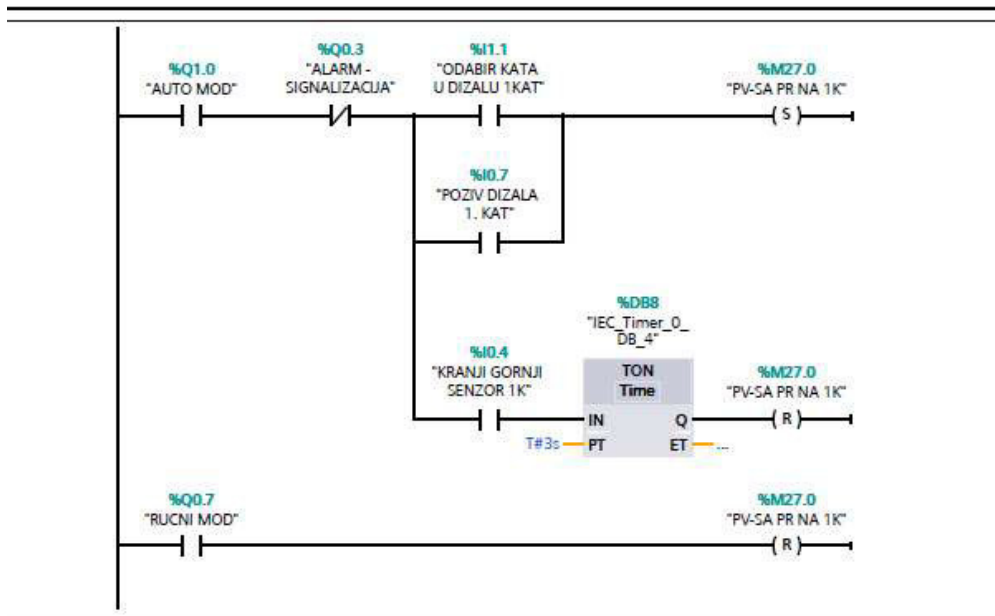 %Q1.0
"AUTO MOD"
%Q0.3
"ALARM -
SIGNALIZACIJA"
%I1.1
"ODABIR KATA
U DIZALU 1KAT"
%M27.0
"PV-SA PR NA 1K"
S
%I0.7
"POZIV DIZALA
1. KAT"
%DB8
"IEC_Timer_0_
DB_4"
%I0.4
"KRANJI GORNJI
SENZOR 1K"
TON
Time
%M27.0
"PV-SA PR NA 1K"
IN Q
R
T#3s PT ET ...
%Q0.7
"RUCNI MOD"
%M27.0
"PV-SA PR NA 1K"
R